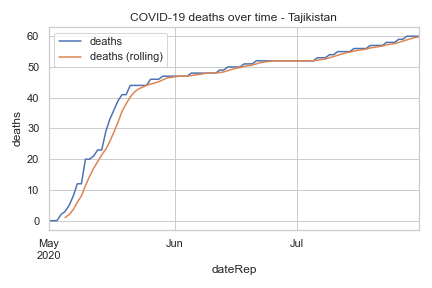 COVID-19 deaths over time - Tajikistan
deaths
deaths (rolling)
60
50
40
30
20
10
0
deaths
May Jun Jul
2020
dateRep